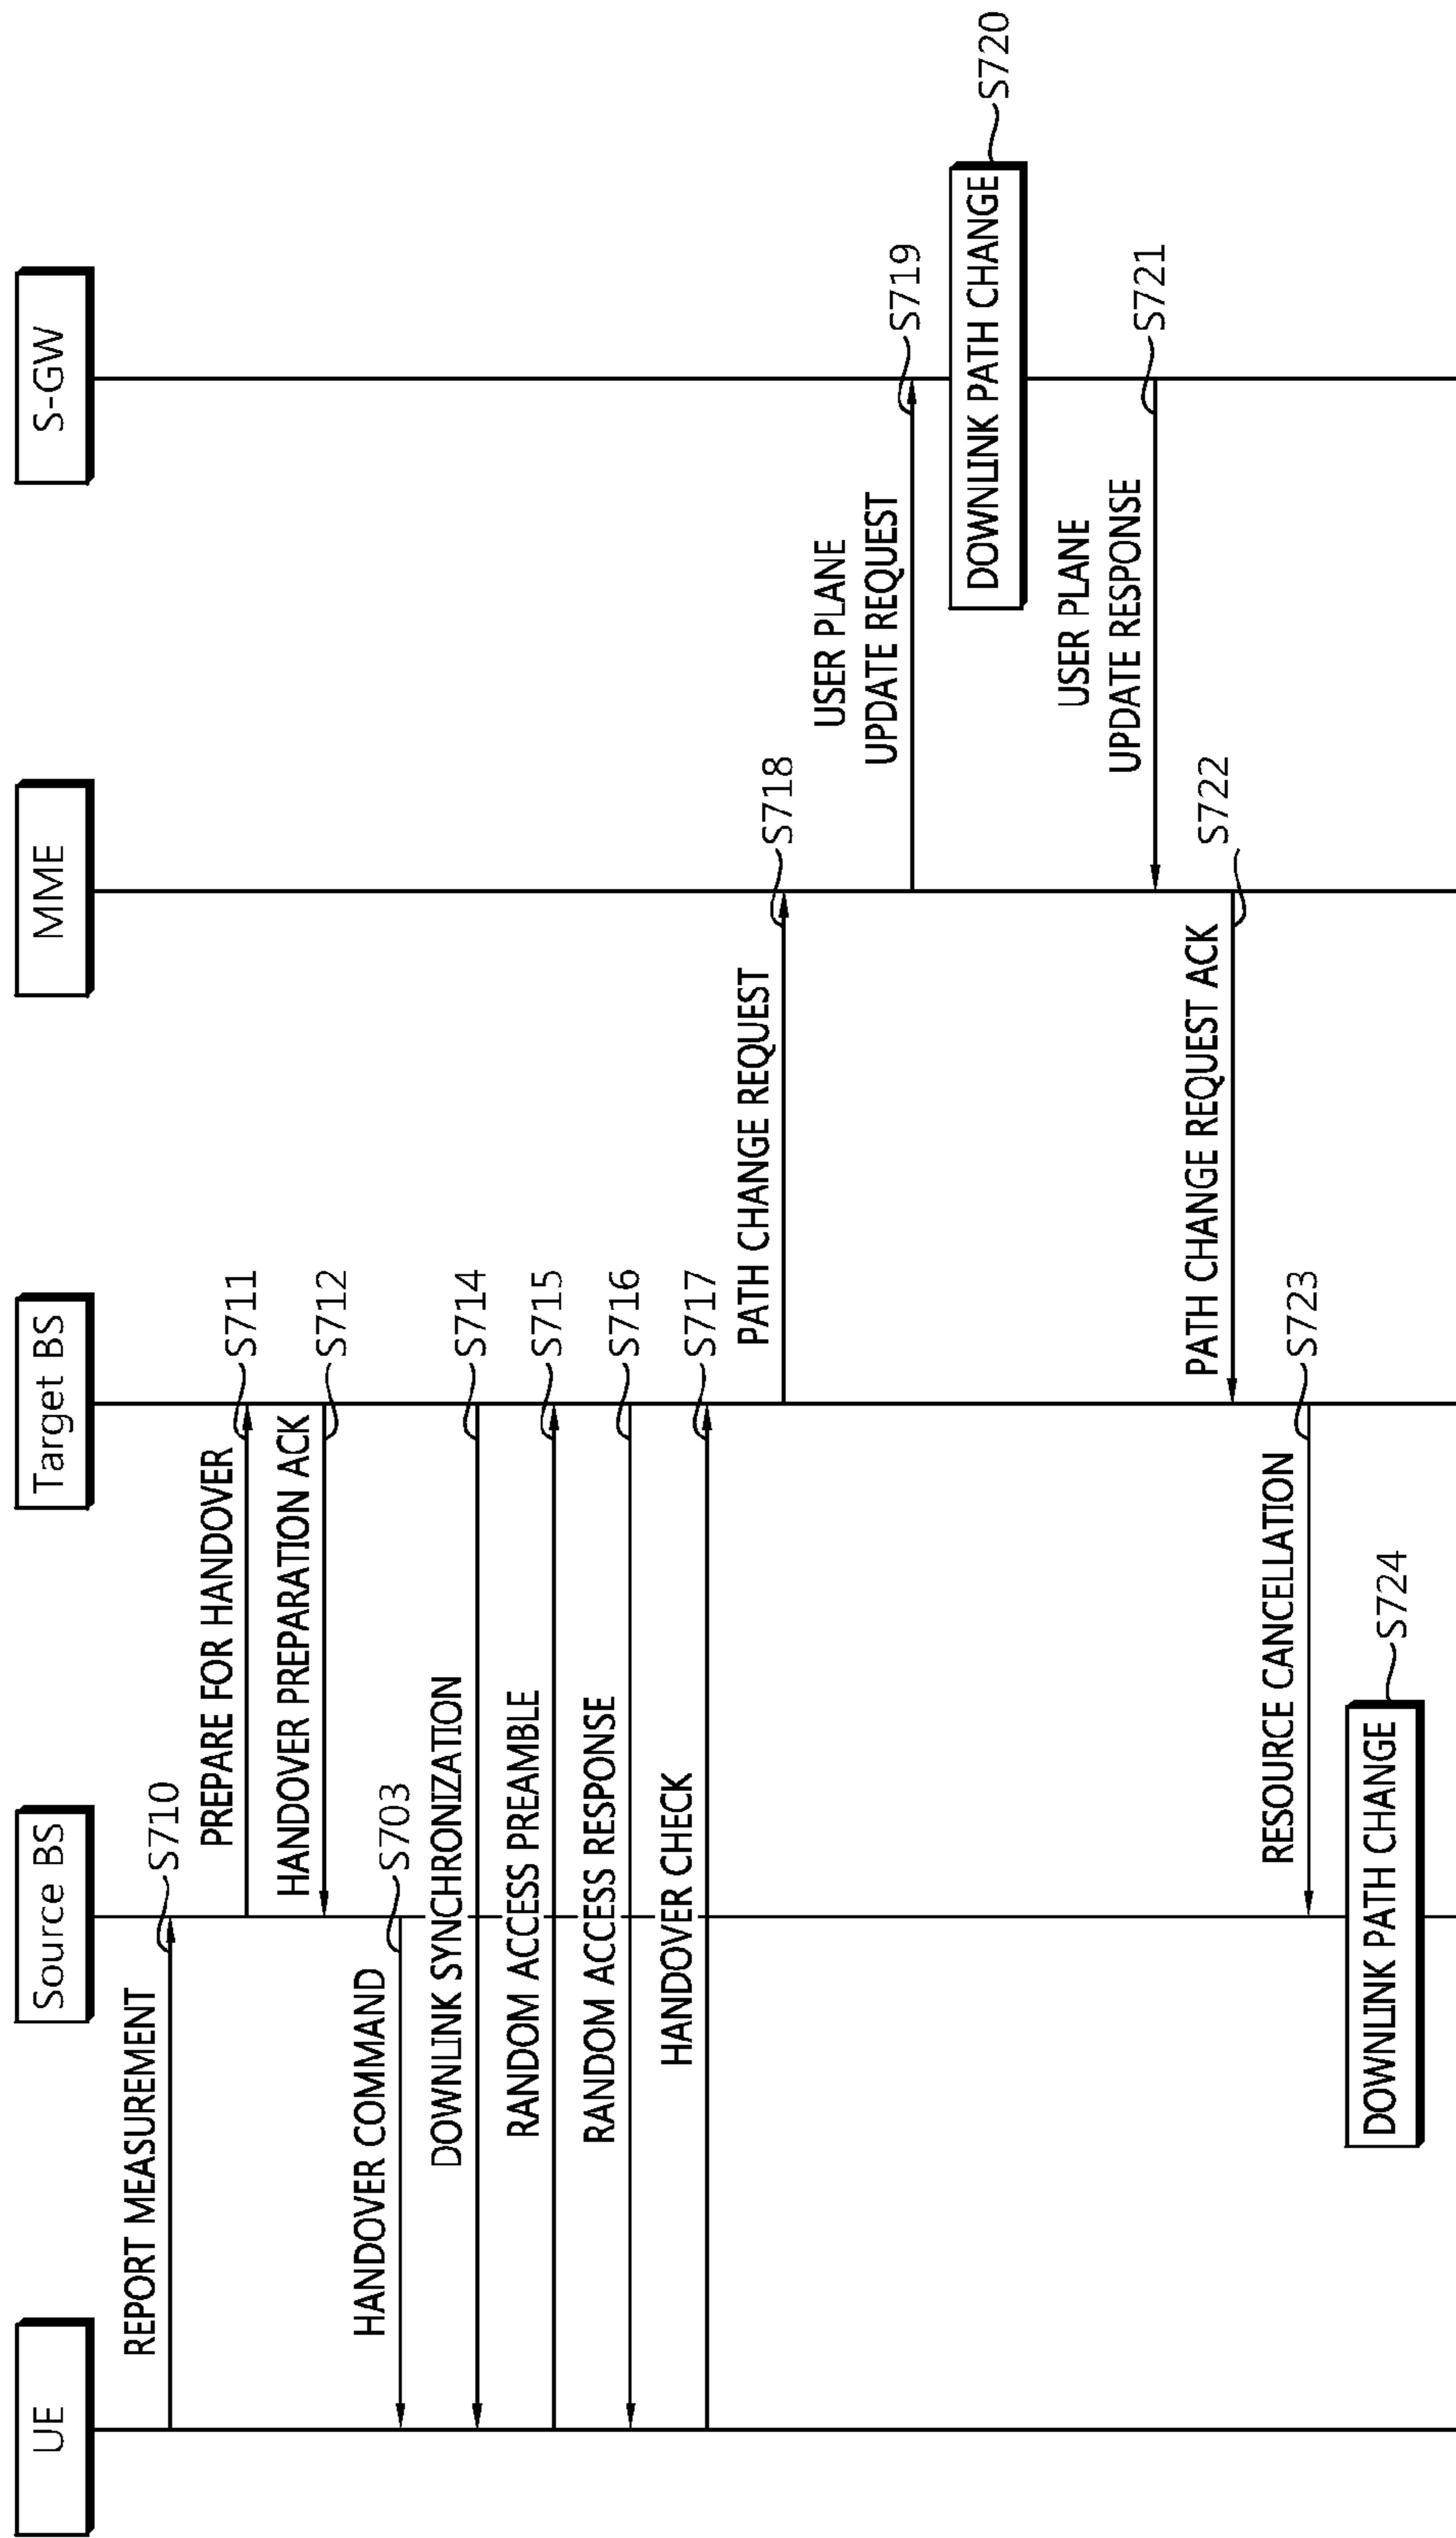 UE
Source BS
Target BS
MME
S-GW
REPORT MEASUREMENT
S710
PREPARE FOR HANDOVER
S711
HANDOVER PREPARATION ACK
S712
HANDOVER COMMAND
S703
DOWNLINK SYNCHRONIZATION
S714
RANDOM ACCESS PREAMBLE
S715
RANDOM ACCESS RESPONSE
S716
HANDOVER CHECK
S717
PATH CHANGE REQUEST
S718
USER PLANE
UPDATE REQUEST
S719
DOWNLINK PATH CHANGE
S720
USER PLANE
UPDATE RESPONSE
S721
PATH CHANGE REQUEST ACK
S722
RESOURCE CANCELLATION
S723
DOWNLINK PATH CHANGE
S724